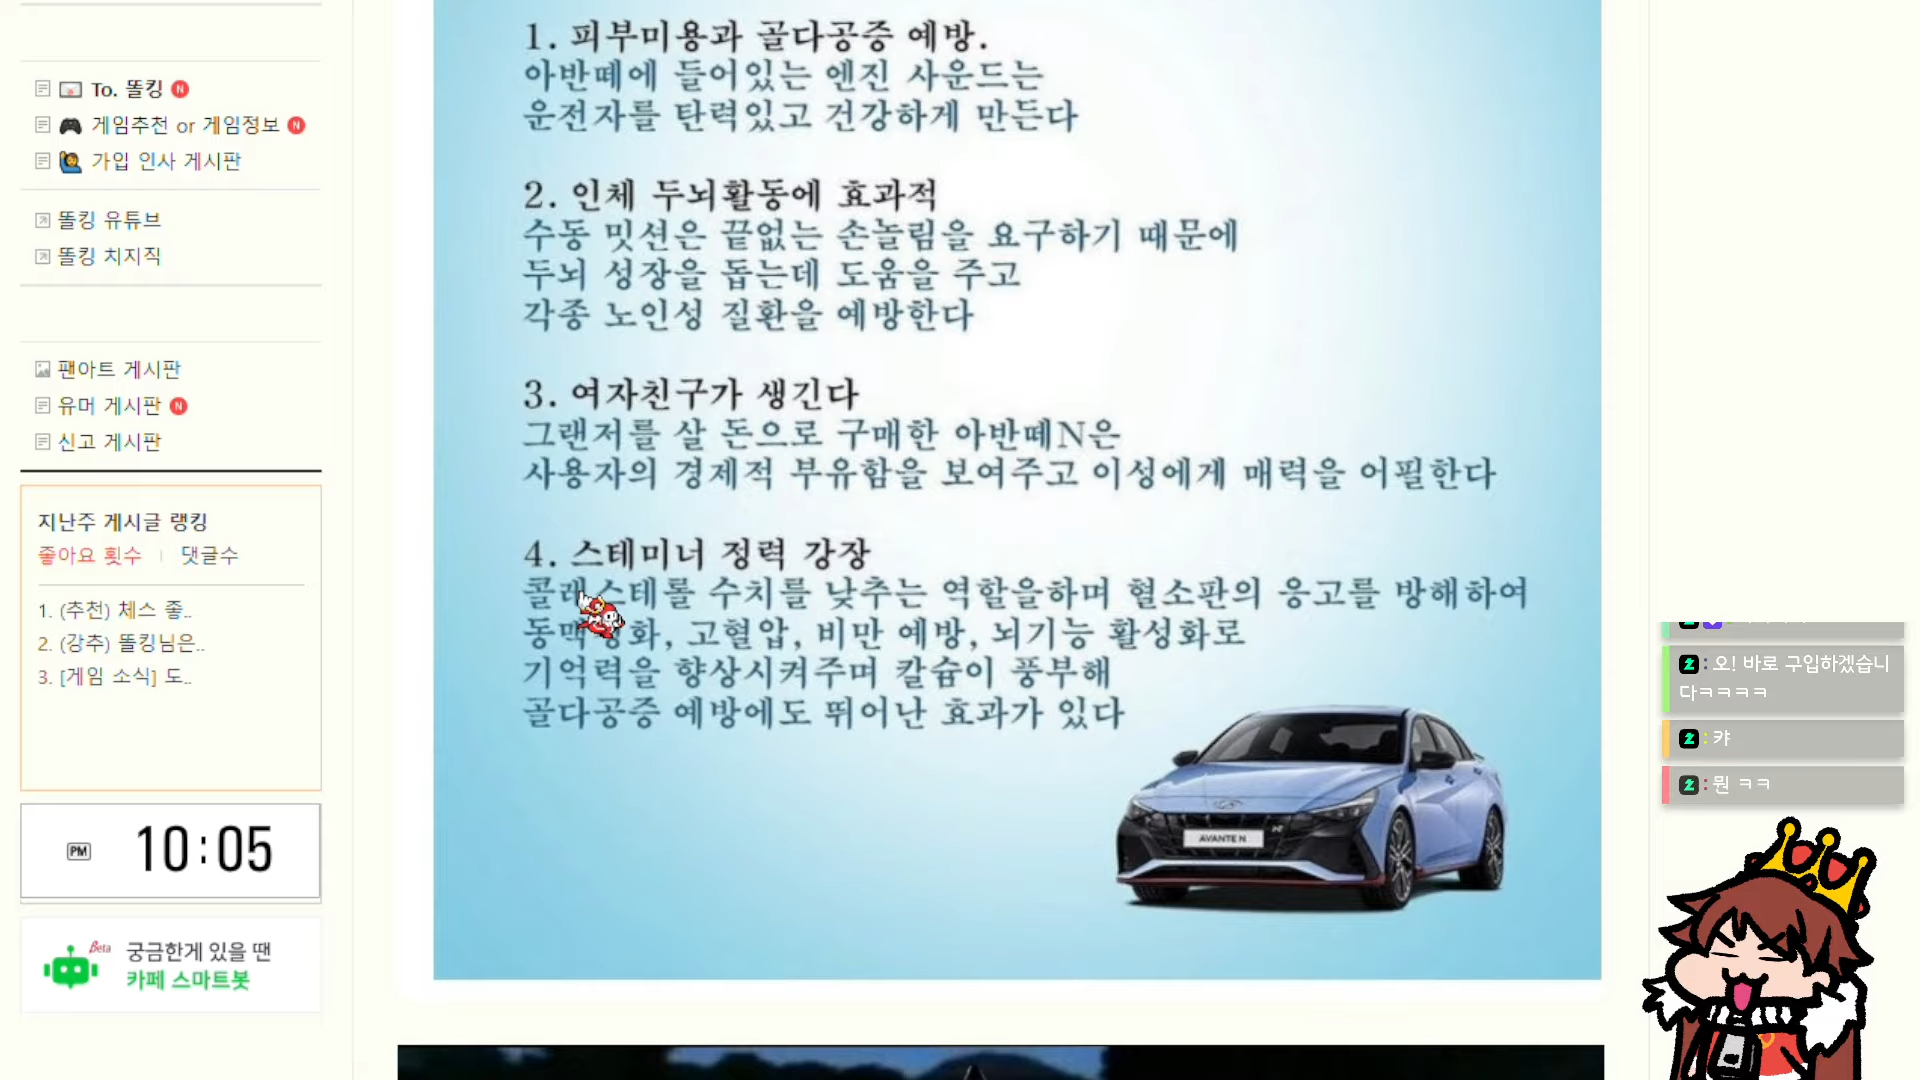 To. 똘킹 N
게임추천 or 게임정보 N
가입 인사 게시판
똘킹 유튜브
똘킹 치지직
팬아트 게시판
유머 게시판 N
신고 게시판
지난주 게시글 랭킹
좋아요 횟수
댓글수
1. (추천) 체스 좋..
2. (강추) 똘킹님은..
3. [게임 소식] 도..
PM 10:05
Beta
궁금한게 있을 땐
카페 스마트봇
1. 피부미용과 골다공증 예방.
아반떼에 들어있는 엔진 사운드는
운전자를 탄력있고 건강하게 만든다
2. 인체 두뇌활동에 효과적
수동 밋션은 끝없는 손놀림을 요구하기 때문에
두뇌 성장을 돕는데 도움을 주고
각종 노인성 질환을 예방한다
3. 여자친구가 생긴다
그랜저를 살 돈으로 구매한 아반떼N은
사용자의 경제적 부유함을 보여주고 이성에게 매력을 어필한다
4. 스테미너 정력 강장
콜레스테롤 수치를 낮추는 역할을하며 혈소판의 응고를 방해하여
동맥경화, 고혈압, 비만 예방, 뇌기능 활성화로
기억력을 향상시켜주며 칼슘이 풍부해
골다공증 예방에도 뛰어난 효과가 있다
AVANTE N
: 오! 바로 구입하겠습니
다ㅋㅋㅋㅋ
: 캬
: 뭔 ㅋㅋ